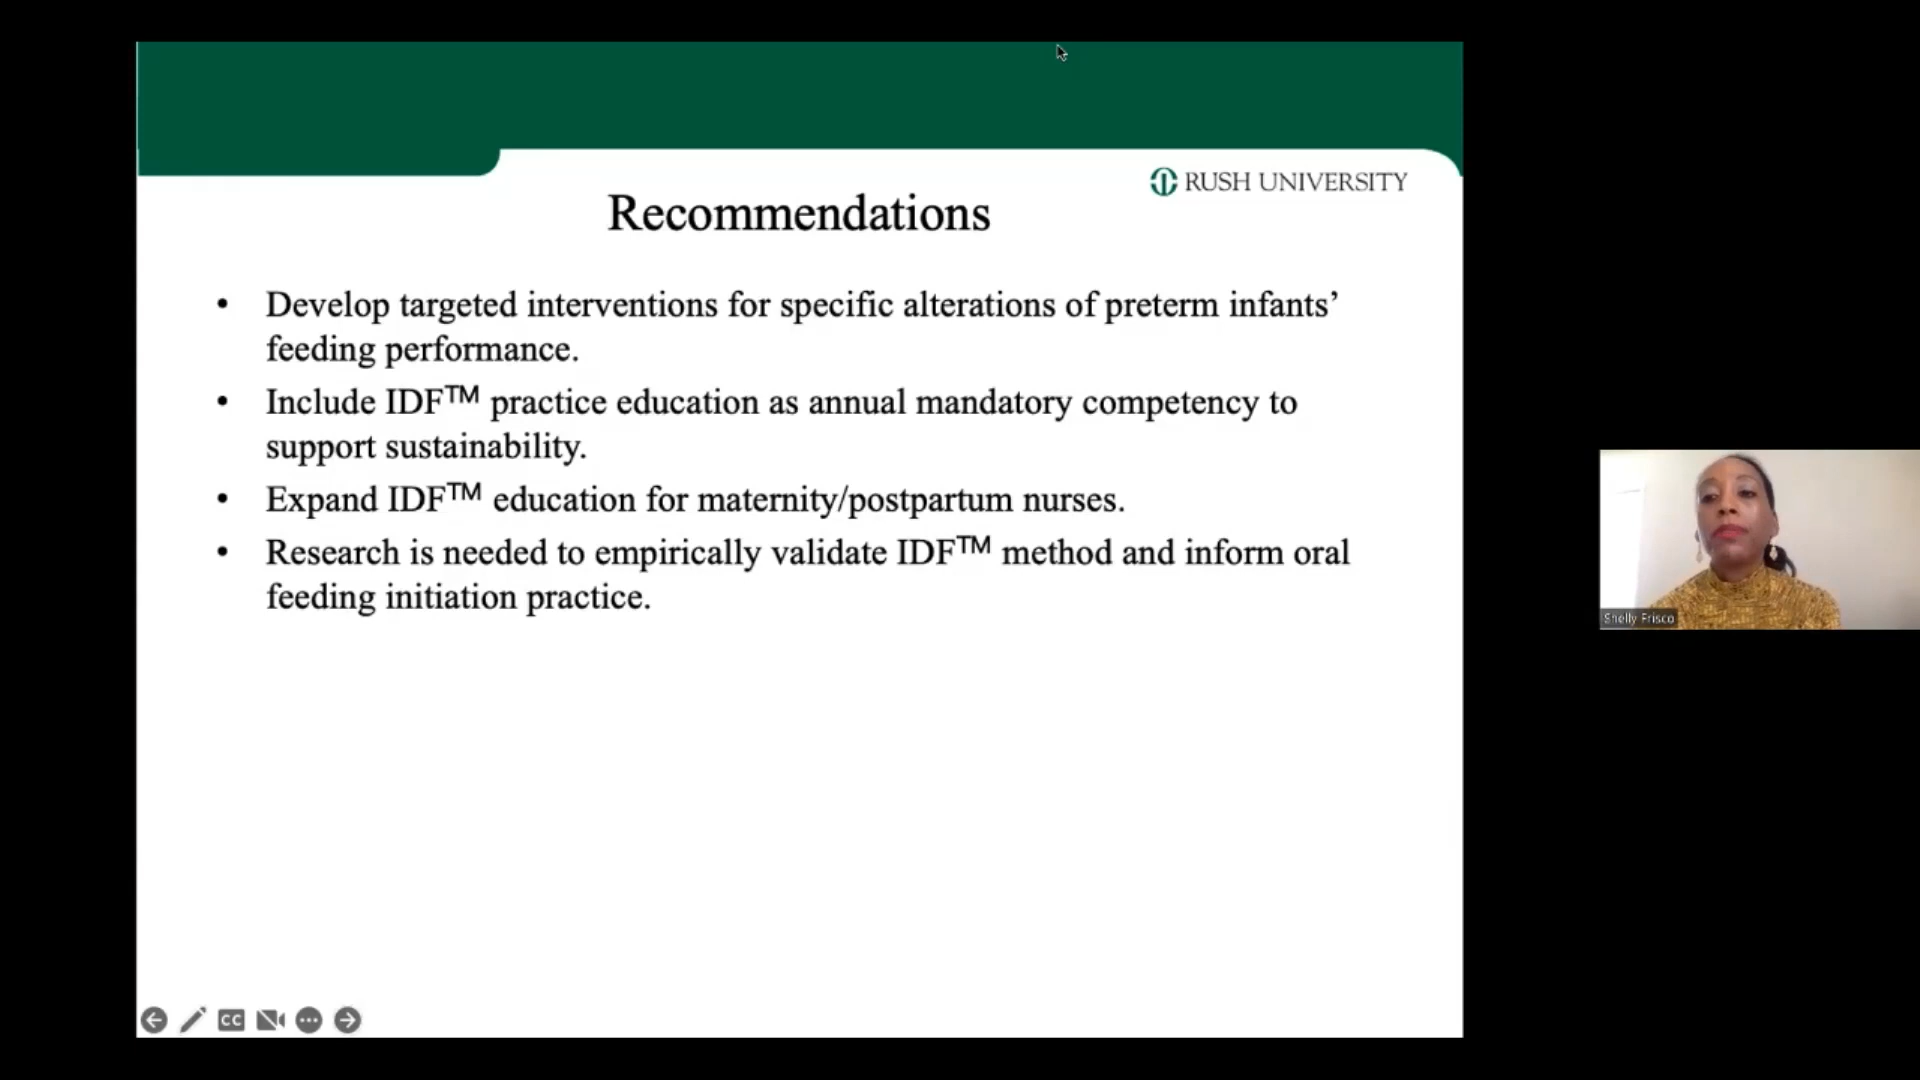 RUSH UNIVERSITY
Recommendations
• Develop targeted interventions for specific alterations of preterm infants’
feeding performance.
• Include IDF™ practice education as annual mandatory competency to
support sustainability.
• Expand IDF™ education for maternity/postpartum nurses.
• Research is needed to empirically validate IDF™ method and inform oral
feeding initiation practice.
Shelly Frisco
CC